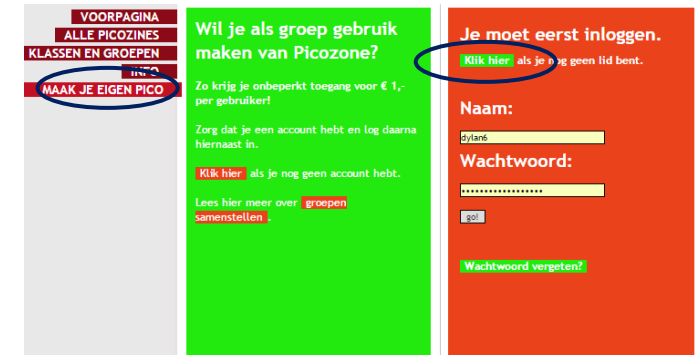 VOORPAGINA
ALLE PICOZINES
KLASSEN EN GROEPEN
INFO
MAAK JE EIGEN PICO
Wil je als groep gebruik
maken van Picozone?
Zo krijg je onbeperkt toegang voor € 1,-
per gebruiker!
Zorg dat je een account hebt en log daarna
hiernaast in.
Klik hier als je nog geen account hebt.
Lees hier meer over groepen
samenstellen.
Je moet eerst inloggen.
Klik hier als je nog geen lid bent.
Naam:
dylan6
Wachtwoord:
••••••••••••••••••
go!
Wachtwoord vergeten?